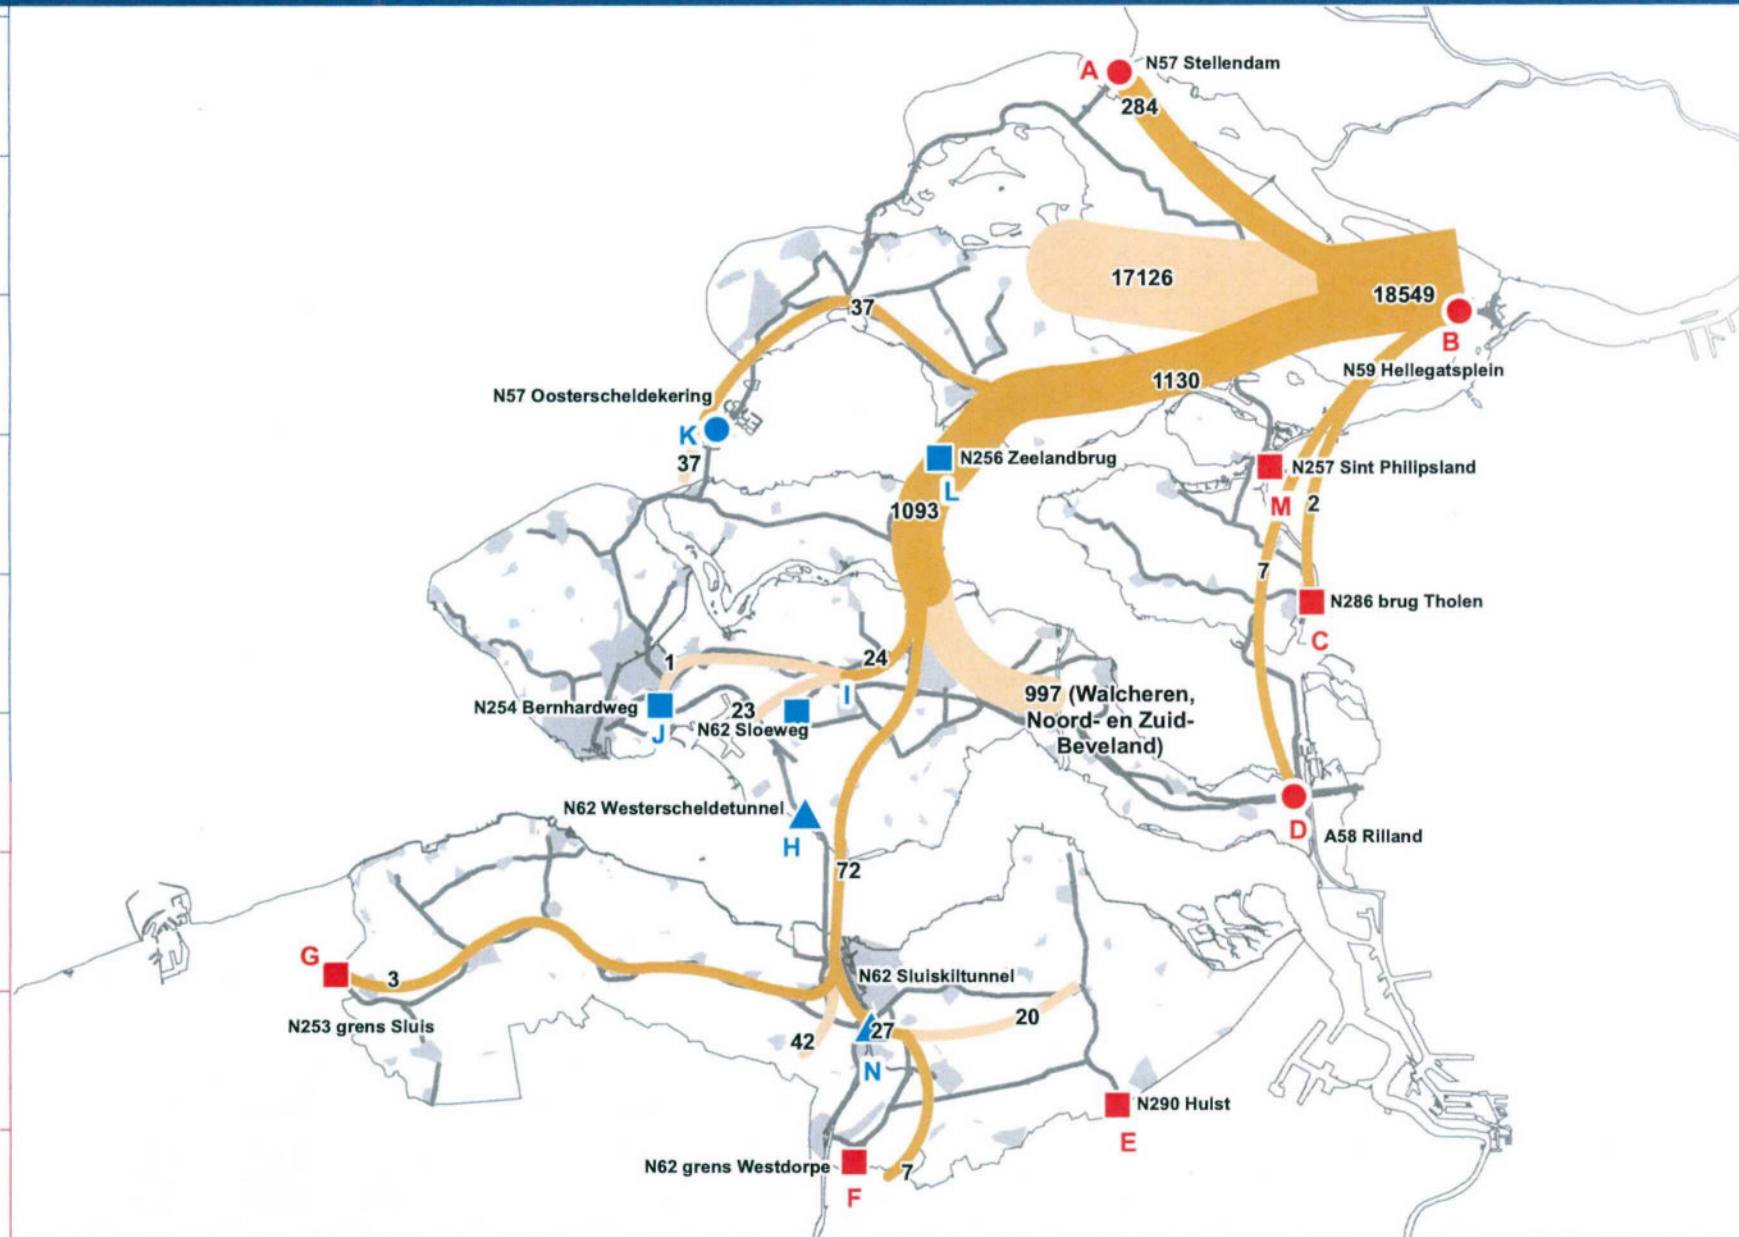 A
N57 Stellendam
284
17126
18549
B
37
N59 Hellegatsplein
1130
N57 Oosterscheldekering
K
37
N256 Zeelandbrug
L
N257 Sint Philipsland
M
2
1093
7
N286 brug Tholen
C
24
1
I
N254 Bernhardweg
J
23
N62 Sloeweg
997 (Walcheren,
Noord- en Zuid-
Beveland)
N62 Westerscheldetunnel
H
D
A58 Rilland
72
G
3
N62 Sluiskiltunnel
N253 grens Sluis
42
27
20
N
N290 Hulst
E
N62 grens Westdorpe
7
F